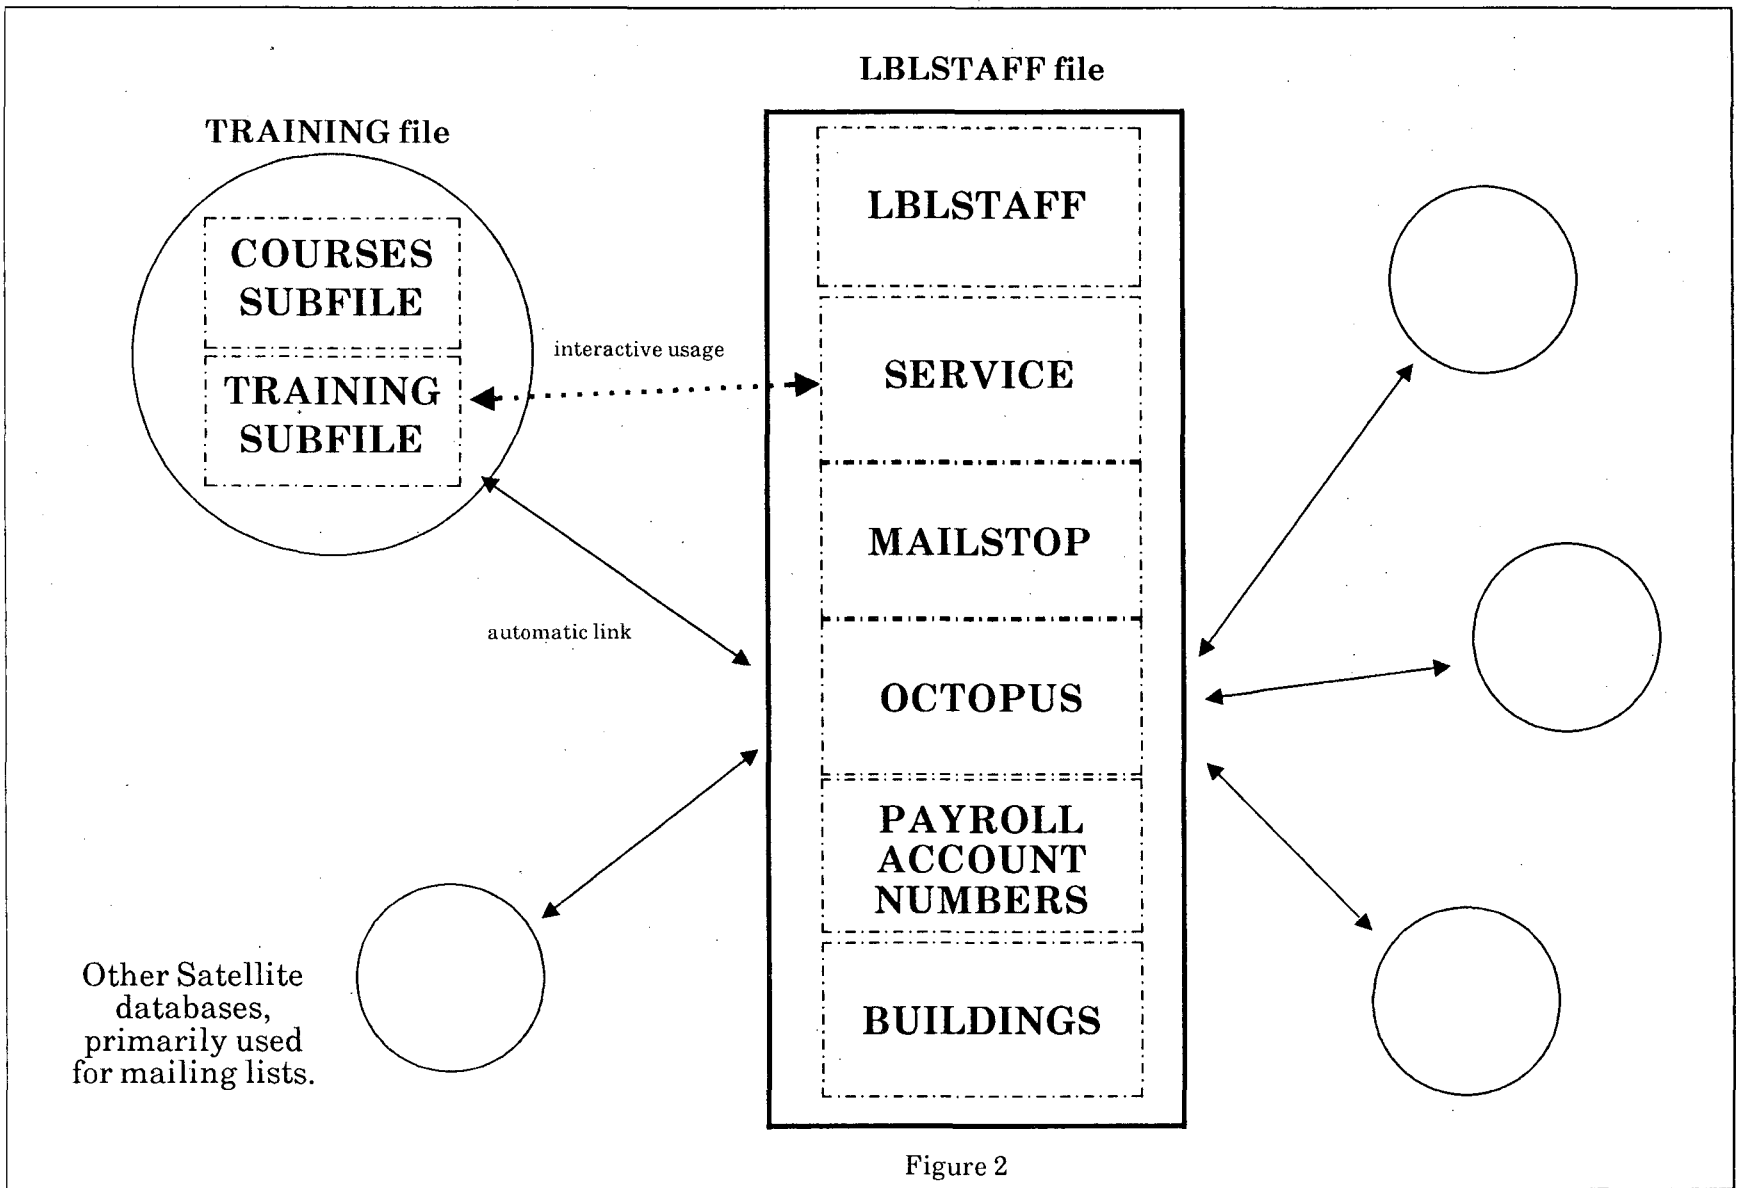 LBLSTAFF file
TRAINING file
COURSES
SUBFILE
TRAINING
SUBFILE
interactive usage
automatic link
LBLSTAFF
SERVICE
MAILSTOP
OCTOPUS
PAYROLL
ACCOUNT
NUMBERS
BUILDINGS
Other Satellite
databases,
primarily used
for mailing lists.
Figure 2